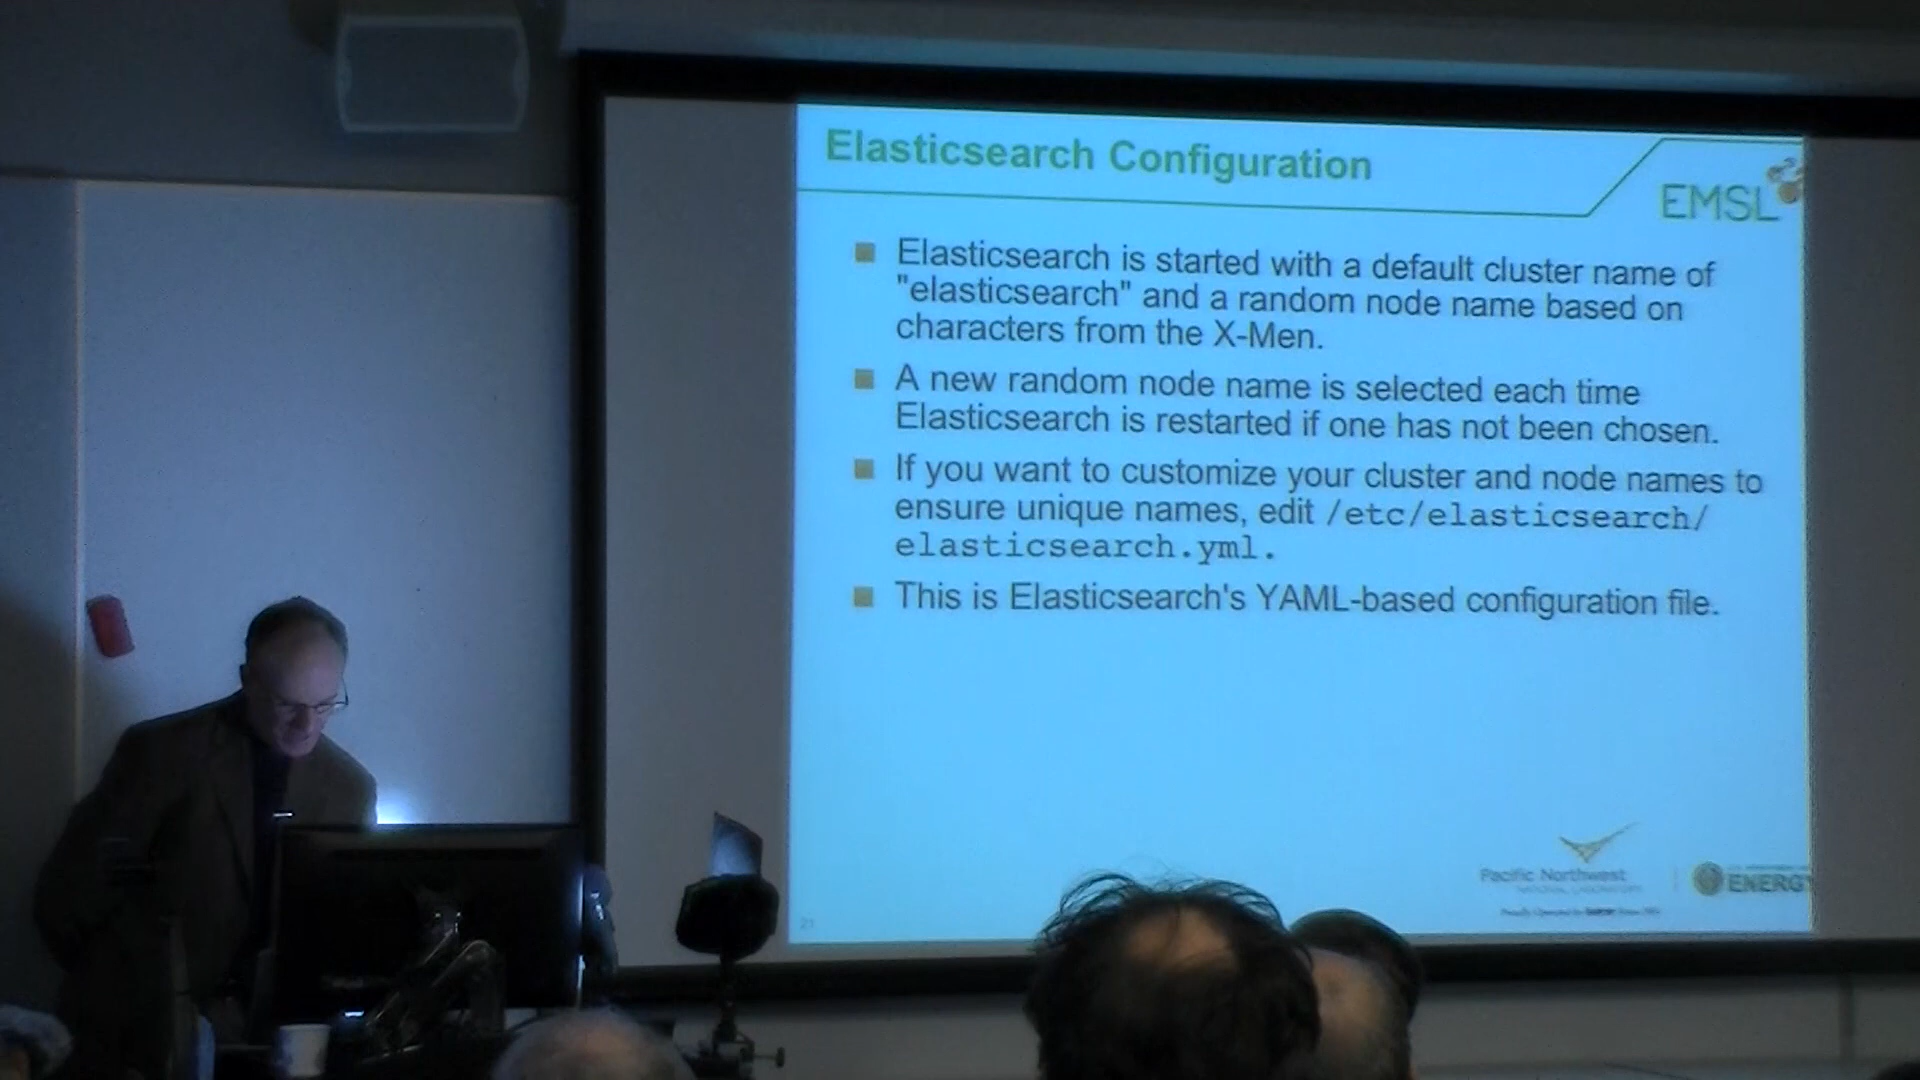 Elasticsearch Configuration
EMSL
Elasticsearch is started with a default cluster name of
"elasticsearch" and a random node name based on
characters from the X-Men.
A new random node name is selected each time
Elasticsearch is restarted if one has not been chosen.
If you want to customize your cluster and node names to
ensure unique names, edit /etc/elasticsearch/
elasticsearch.yml.
This is Elasticsearch's YAML-based configuration file.
Pacific Northwest
ENERGY
21